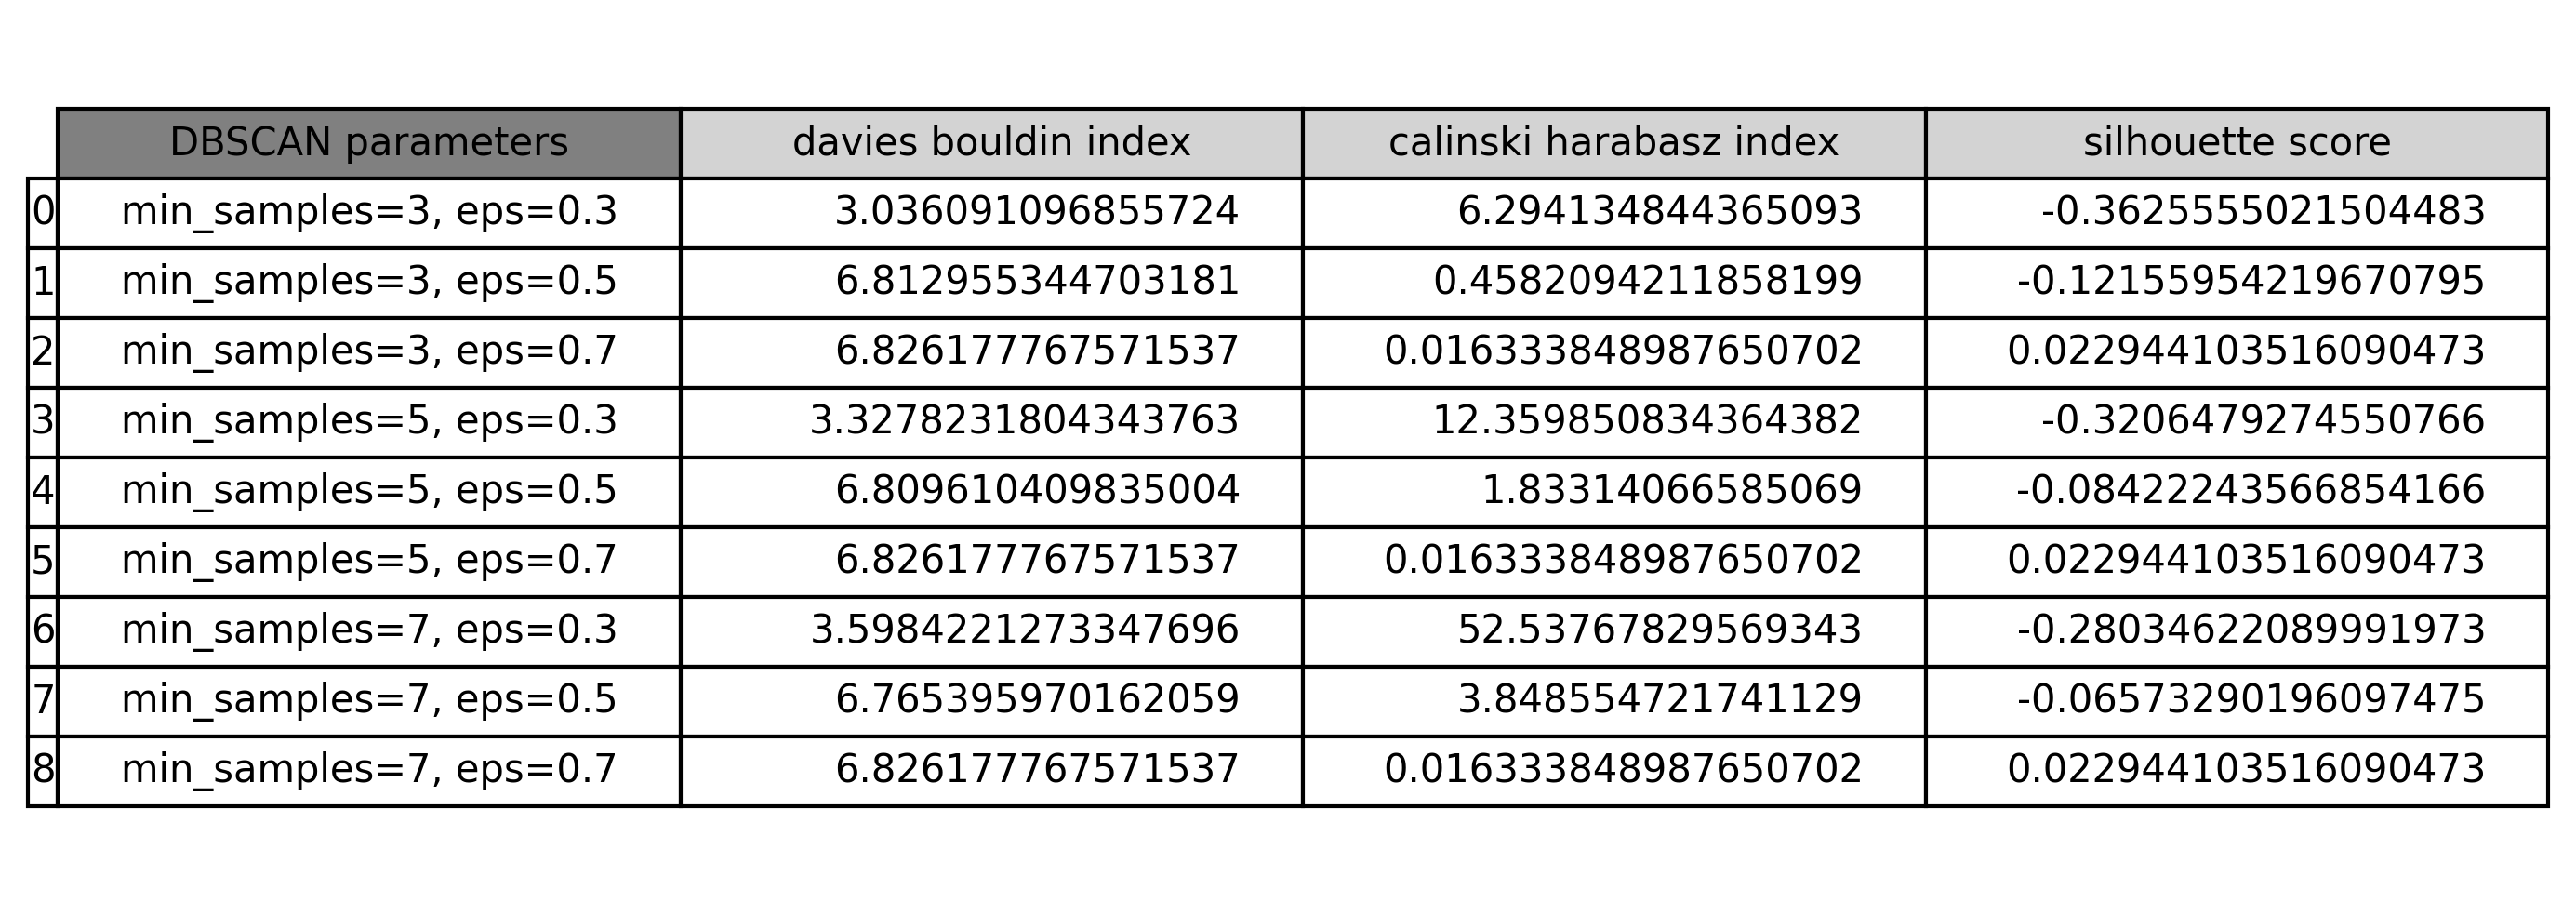 DBSCAN parameters davies bouldin index calinski harabasz index silhouette score
0 min_samples=3, eps=0.3 3.036091096855724 6.294134844365093 -0.3625555021504483
1 min_samples=3, eps=0.5 6.812955344703181 0.4582094211858199 -0.12155954219670795
2 min_samples=3, eps=0.7 6.826177767571537 0.016333848987650702 0.022944103516090473
3 min_samples=5, eps=0.3 3.3278231804343763 12.359850834364382 -0.3206479274550766
4 min_samples=5, eps=0.5 6.809610409835004 1.83314066585069 -0.08422243566854166
5 min_samples=5, eps=0.7 6.826177767571537 0.016333848987650702 0.022944103516090473
6 min_samples=7, eps=0.3 3.5984221273347696 52.53767829569343 -0.28034622089991973
7 min_samples=7, eps=0.5 6.765395970162059 3.848554721741129 -0.06573290196097475
8 min_samples=7, eps=0.7 6.826177767571537 0.016333848987650702 0.022944103516090473